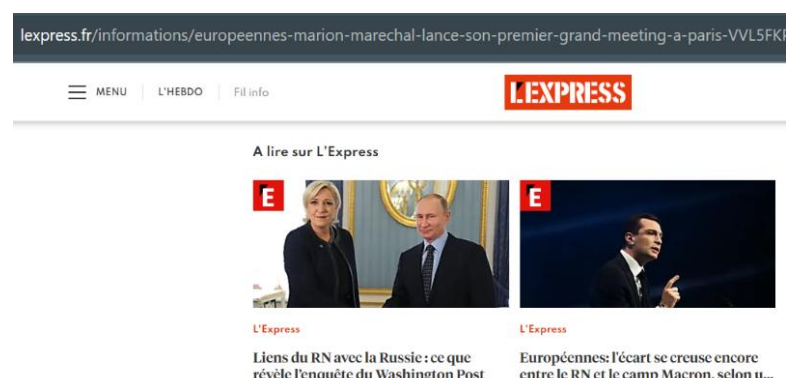 lexpress.fr/informations/europeennes-marion-marechal-lance-son-premier-grand-meeting-a-paris-VVL5FK
MENU L'HEBDO Fil info L'EXPRESS
A lire sur L'Express
E E
L'Express L'Express
Liens du RN avec la Russie : ce que
révèle l'enquête du Washington Post
Européennes: l'écart se creuse encore
entre le RN et le camp Macron, selon u...